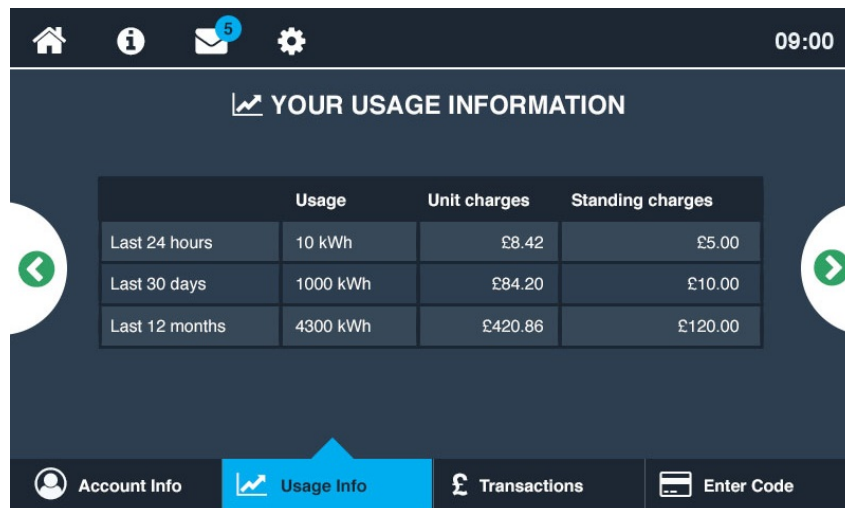 5
09:00
YOUR USAGE INFORMATION
Usage Unit charges Standing charges
Last 24 hours 10 kWh £8.42 £5.00
Last 30 days 1000 kWh £84.20 £10.00
Last 12 months 4300 kWh £420.86 £120.00
Account Info Usage Info £ Transactions Enter Code